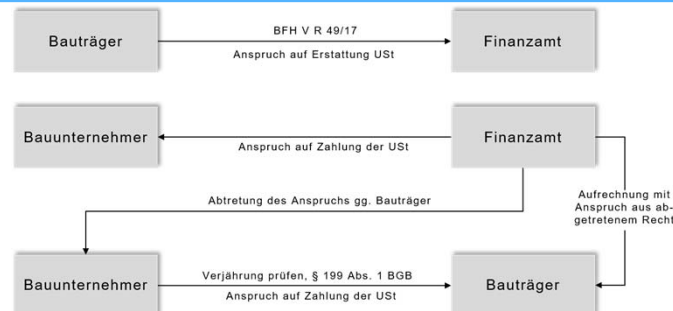 BFH V R 49/17
Bauträger
Finanzamt
Anspruch auf Erstattung USt
Bauunternehmer
Finanzamt
Anspruch auf Zahlung der USt
Abtretung des Anspruchs gg. Bauträger
Aufrechnung mit
Anspruch aus ab-
getretenem Recht
Verjährung prüfen, § 199 Abs. 1 BGB
Bauunternehmer
Bauträger
Anspruch auf Zahlung der USt